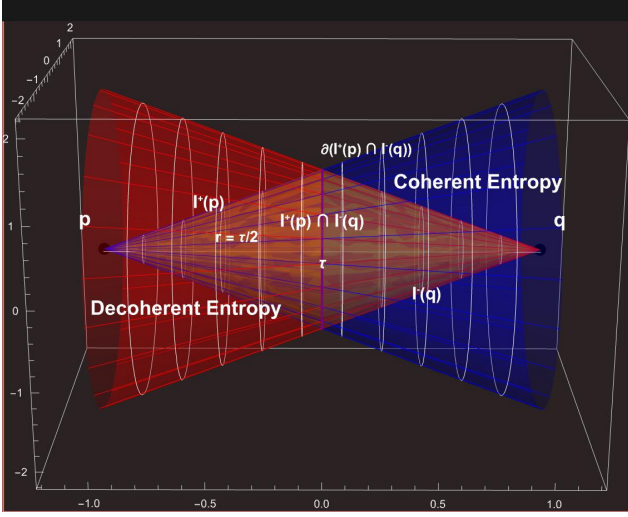 2
1
0
−1
−2
2
∂(I⁺(p) ∩ I⁻(q))
Coherent Entropy
I⁺(p)
p
I⁺(p) ∩ I⁻(q)
q
1
r = τ/2
τ
I⁻(q)
Decoherent Entropy
0
−1
−2
−1.0
−0.5
0.0
0.5
1.0